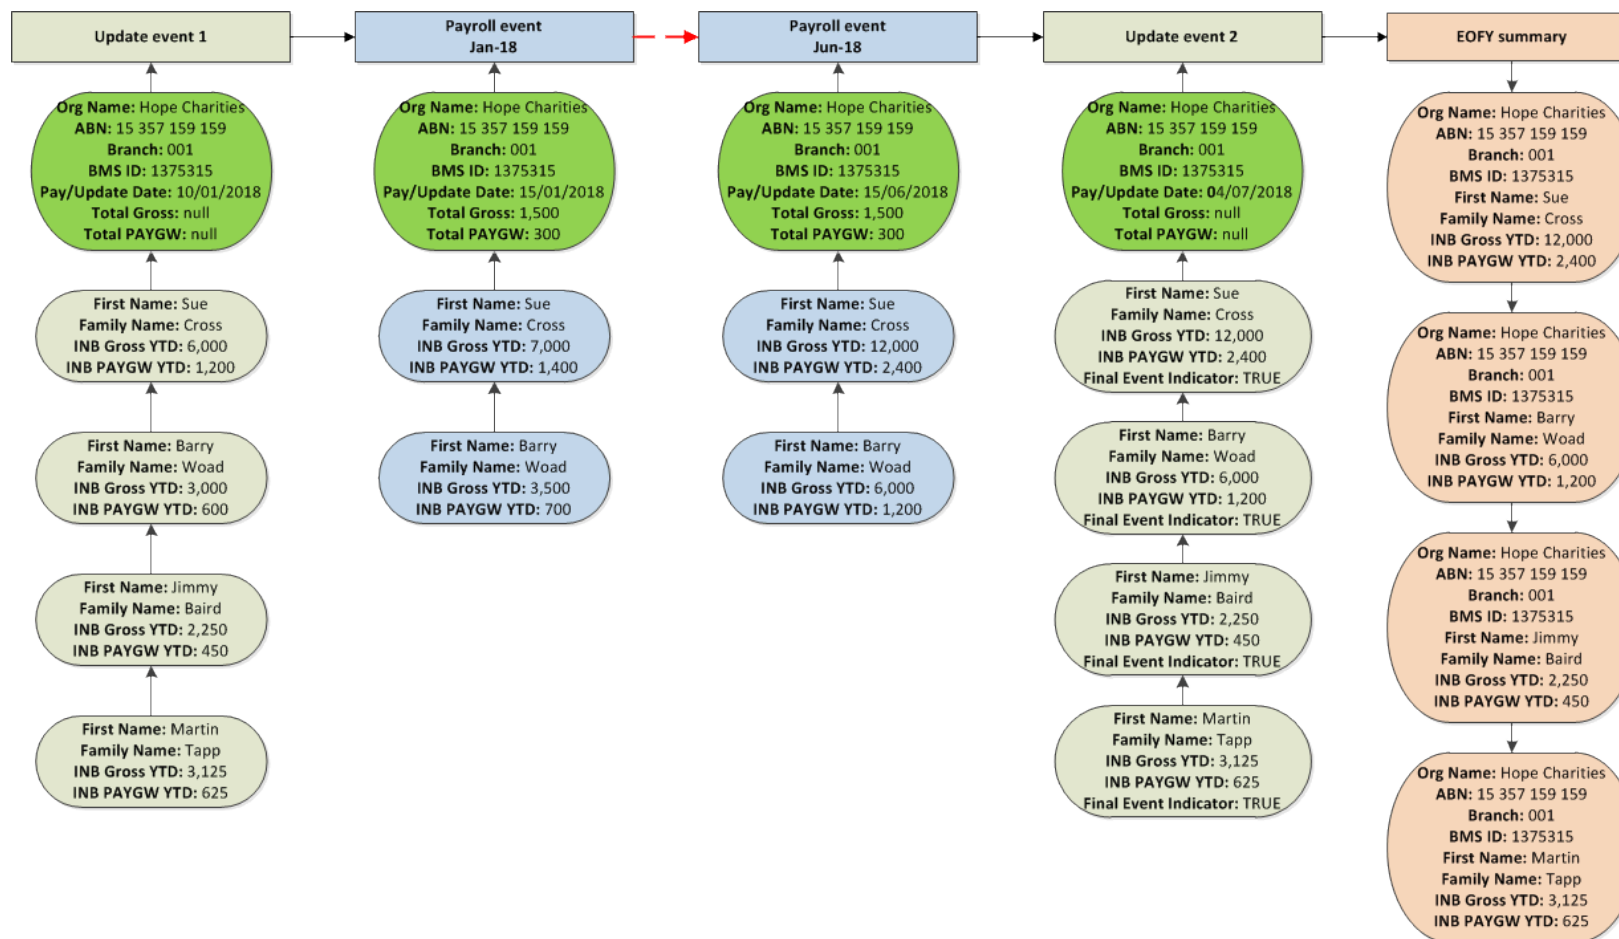 Update event 1
Payroll event
Jan-18
Payroll event
Jun-18
Update event 2
EOFY summary
Org Name: Hope Charities
ABN: 15 357 159 159
Branch: 001
BMS ID: 1375315
Pay/Update Date: 10/01/2018
Total Gross: null
Total PAYGW: null
First Name: Sue
Family Name: Cross
INB Gross YTD: 6,000
INB PAYGW YTD: 1,200
First Name: Barry
Family Name: Woad
INB Gross YTD: 3,000
INB PAYGW YTD: 600
First Name: Jimmy
Family Name: Baird
INB Gross YTD: 2,250
INB PAYGW YTD: 450
First Name: Martin
Family Name: Tapp
INB Gross YTD: 3,125
INB PAYGW YTD: 625
Org Name: Hope Charities
ABN: 15 357 159 159
Branch: 001
BMS ID: 1375315
Pay/Update Date: 15/01/2018
Total Gross: 1,500
Total PAYGW: 300
First Name: Sue
Family Name: Cross
INB Gross YTD: 7,000
INB PAYGW YTD: 1,400
First Name: Barry
Family Name: Woad
INB Gross YTD: 3,500
INB PAYGW YTD: 700
Org Name: Hope Charities
ABN: 15 357 159 159
Branch: 001
BMS ID: 1375315
Pay/Update Date: 15/06/2018
Total Gross: 1,500
Total PAYGW: 300
First Name: Sue
Family Name: Cross
INB Gross YTD: 12,000
INB PAYGW YTD: 2,400
First Name: Barry
Family Name: Woad
INB Gross YTD: 6,000
INB PAYGW YTD: 1,200
Org Name: Hope Charities
ABN: 15 357 159 159
Branch: 001
BMS ID: 1375315
Pay/Update Date: 04/07/2018
Total Gross: null
Total PAYGW: null
First Name: Sue
Family Name: Cross
INB Gross YTD: 12,000
INB PAYGW YTD: 2,400
Final Event Indicator: TRUE
First Name: Barry
Family Name: Woad
INB Gross YTD: 6,000
INB PAYGW YTD: 1,200
Final Event Indicator: TRUE
First Name: Jimmy
Family Name: Baird
INB Gross YTD: 2,250
INB PAYGW YTD: 450
Final Event Indicator: TRUE
First Name: Martin
Family Name: Tapp
INB Gross YTD: 3,125
INB PAYGW YTD: 625
Final Event Indicator: TRUE
Org Name: Hope Charities
ABN: 15 357 159 159
Branch: 001
BMS ID: 1375315
First Name: Sue
Family Name: Cross
INB Gross YTD: 12,000
INB PAYGW YTD: 2,400
Org Name: Hope Charities
ABN: 15 357 159 159
Branch: 001
BMS ID: 1375315
First Name: Barry
Family Name: Woad
INB Gross YTD: 6,000
INB PAYGW YTD: 1,200
Org Name: Hope Charities
ABN: 15 357 159 159
Branch: 001
BMS ID: 1375315
First Name: Jimmy
Family Name: Baird
INB Gross YTD: 2,250
INB PAYGW YTD: 450
Org Name: Hope Charities
ABN: 15 357 159 159
Branch: 001
BMS ID: 1375315
First Name: Martin
Family Name: Tapp
INB Gross YTD: 3,125
INB PAYGW YTD: 625